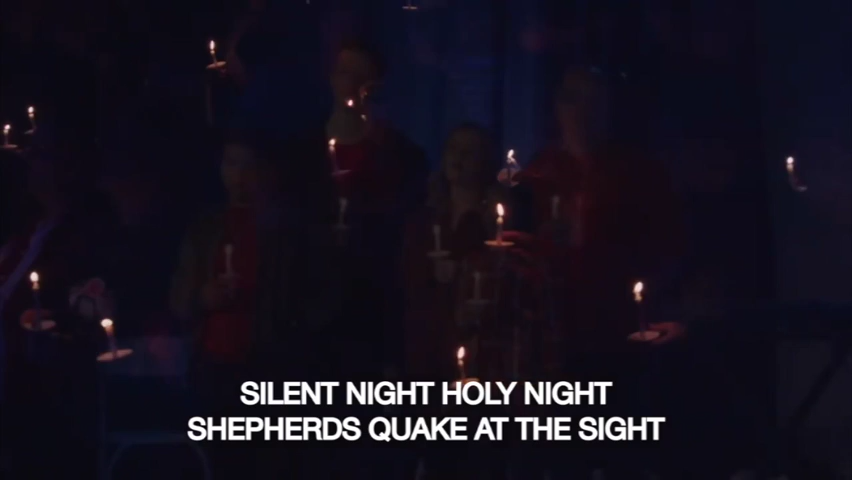 SILENT NIGHT HOLY NIGHT
SHEPHERDS QUAKE AT THE SIGHT